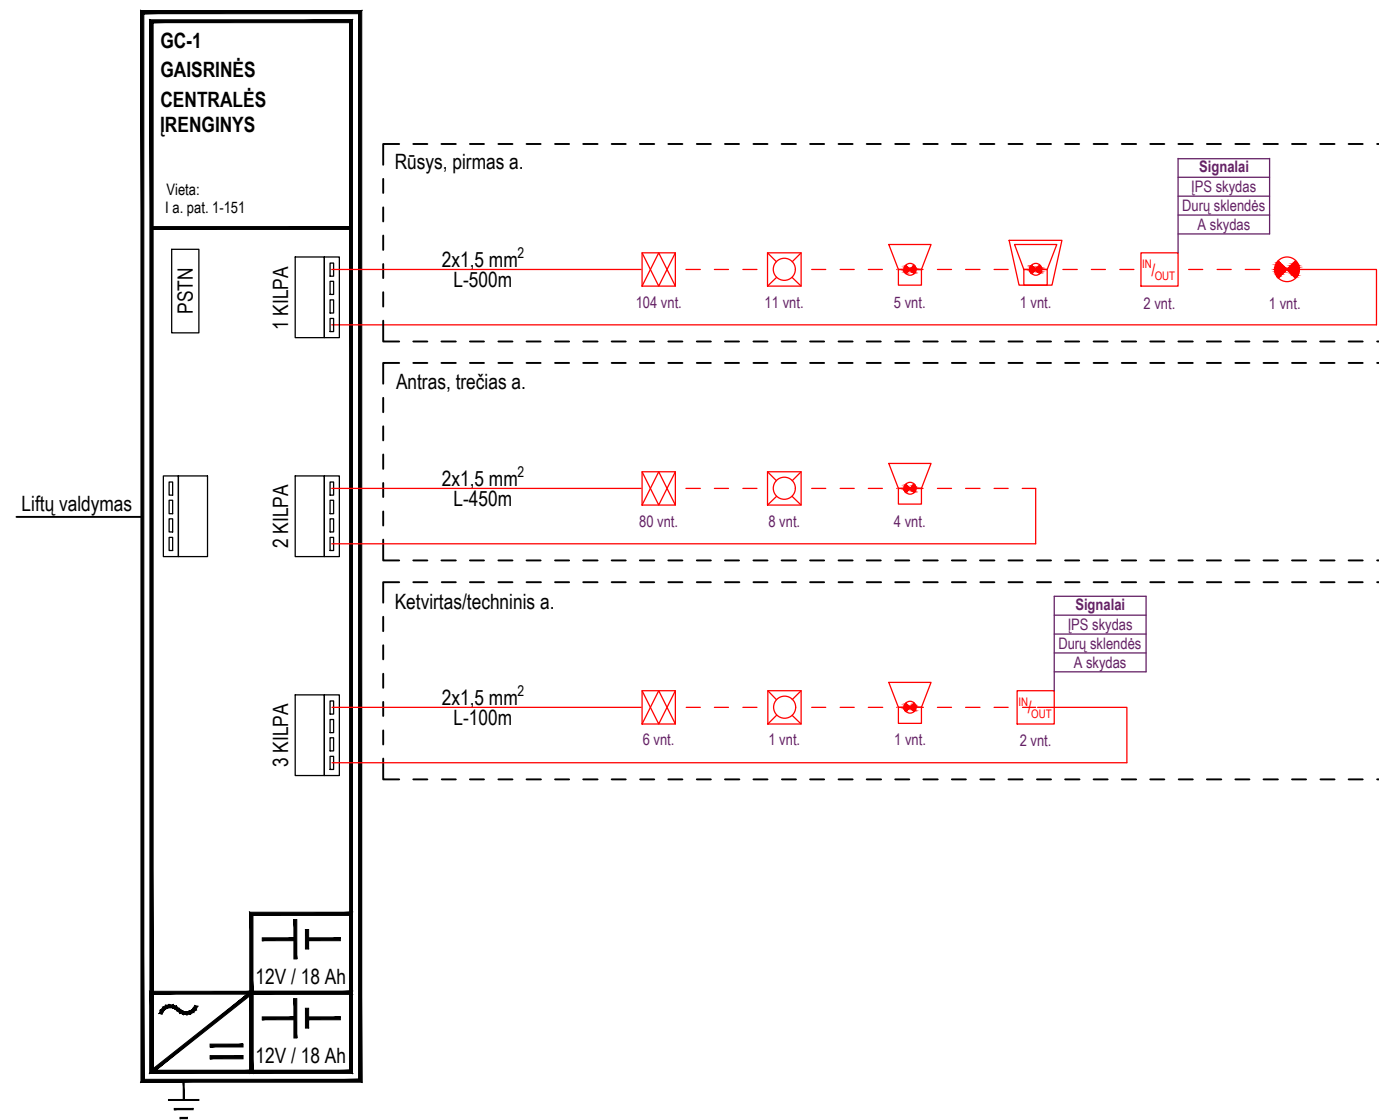 GC-1
GAISRINĖS
CENTRALĖS
ĮRENGINYS
Vieta:
I a. pat. 1-151
PSTN
1 KILPA
2 KILPA
3 KILPA
Liftų valdymas
12V / 18 Ah
12V / 18 Ah
Rūsys, pirmas a.
2x1,5 mm²
L-500m
104 vnt.
11 vnt.
5 vnt.
1 vnt.
IN/OUT
2 vnt.
1 vnt.
Signalai
ĮPS skydas
Durų sklendės
A skydas
Antras, trečias a.
2x1,5 mm²
L-450m
80 vnt.
8 vnt.
4 vnt.
Ketvirtas/techninis a.
2x1,5 mm²
L-100m
6 vnt.
1 vnt.
1 vnt.
IN/OUT
2 vnt.
Signalai
ĮPS skydas
Durų sklendės
A skydas